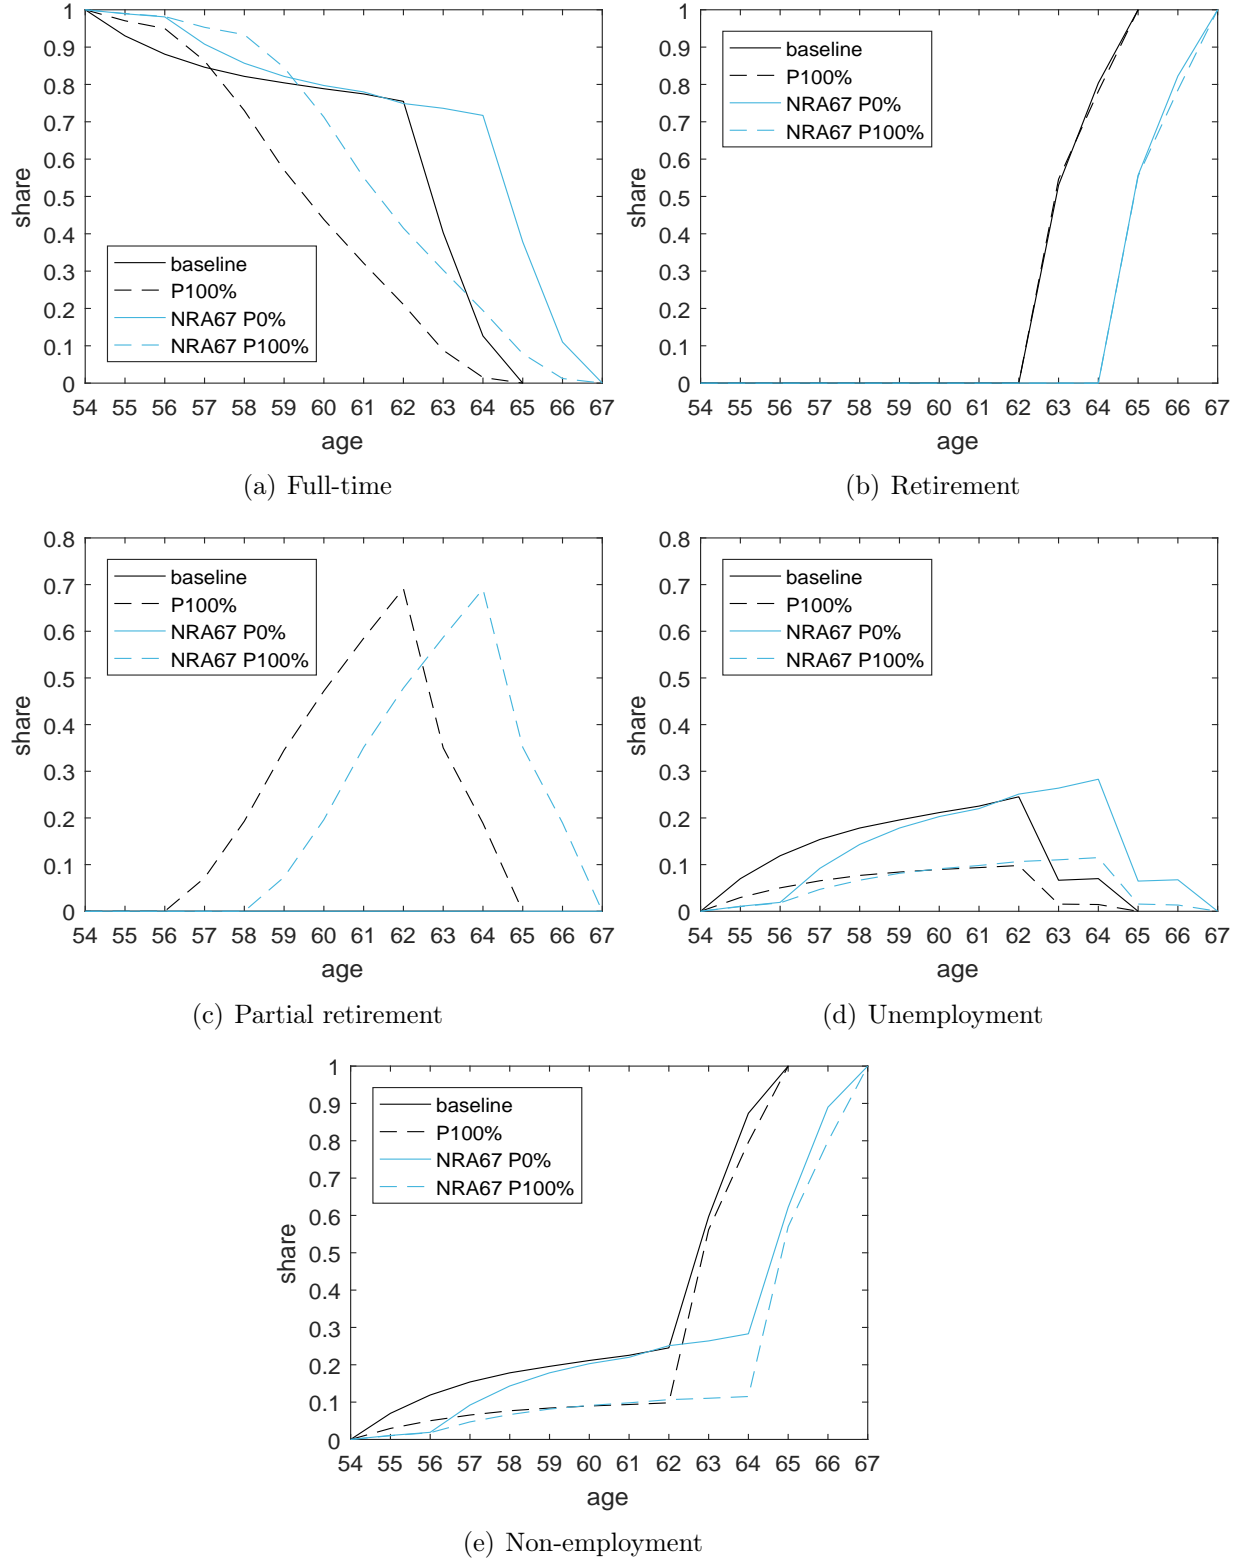 1
0.9
0.8
0.7
0.6
0.5
0.4
0.3
0.2
0.1
0
share
baseline
P100%
NRA67 P0%
NRA67 P100%
54 55 56 57 58 59 60 61 62 63 64 65 66 67
age
(a) Full-time
1
0.9
0.8
0.7
0.6
0.5
0.4
0.3
0.2
0.1
0
share
baseline
P100%
NRA67 P0%
NRA67 P100%
54 55 56 57 58 59 60 61 62 63 64 65 66 67
age
(b) Retirement
0.8
0.7
0.6
0.5
0.4
0.3
0.2
0.1
0
share
baseline
P100%
NRA67 P0%
NRA67 P100%
54 55 56 57 58 59 60 61 62 63 64 65 66 67
age
(c) Partial retirement
0.8
0.7
0.6
0.5
0.4
0.3
0.2
0.1
0
share
baseline
P100%
NRA67 P0%
NRA67 P100%
54 55 56 57 58 59 60 61 62 63 64 65 66 67
age
(d) Unemployment
1
0.9
0.8
0.7
0.6
0.5
0.4
0.3
0.2
0.1
0
share
baseline
P100%
NRA67 P0%
NRA67 P100%
54 55 56 57 58 59 60 61 62 63 64 65 66 67
age
(e) Non-employment